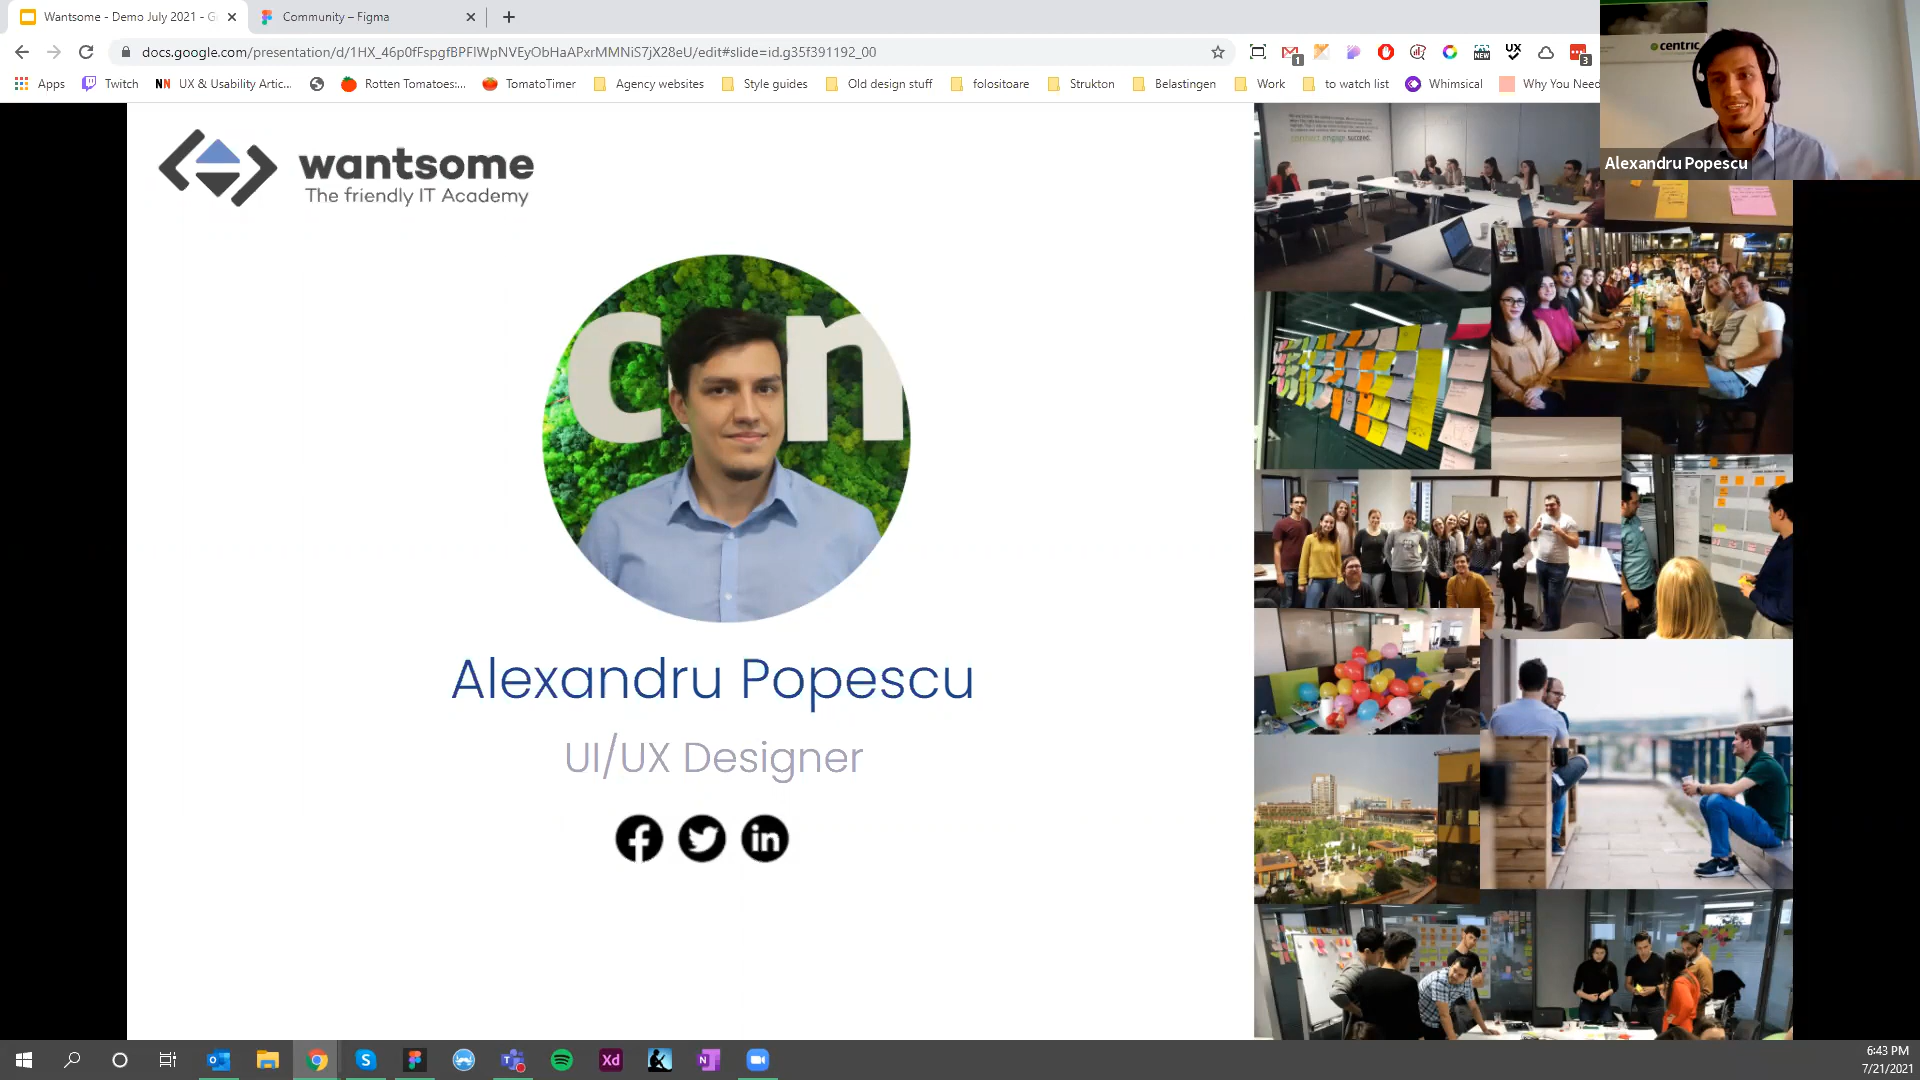 Wantsome - Demo July 2021 - G
Community – Figma
docs.google.com/presentation/d/1HX_46p0fFspgfBPFlWpNVEyObHaAPxrMMNiS7jX28eU/edit#slide=id.g35f391192_00
Apps
Twitch
UX & Usability Artic...
Rotten Tomatoes:...
TomatoTimer
Agency websites
Style guides
Old design stuff
folositoare
Strukton
Belastingen
Work
to watch list
Whimsical
Why You Need
centric
Alexandru Popescu
wantsome
The friendly IT Academy
connect. engage. succeed.
c n
Alexandru Popescu
UI/UX Designer
6:43 PM
7/21/2021